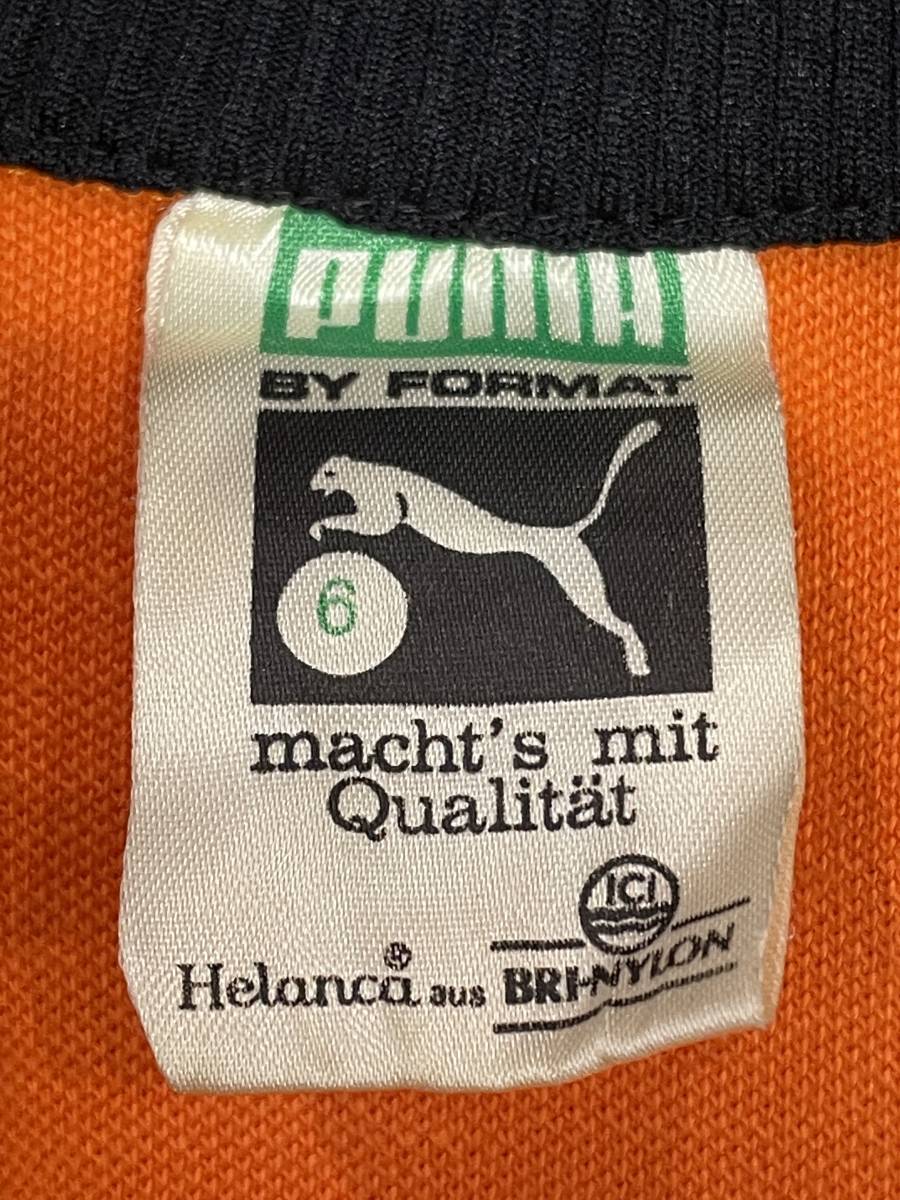 PUMA
BY FORMAT
6
macht's mit
Qualität
ICI
Helanca® aus BRI-NYLON